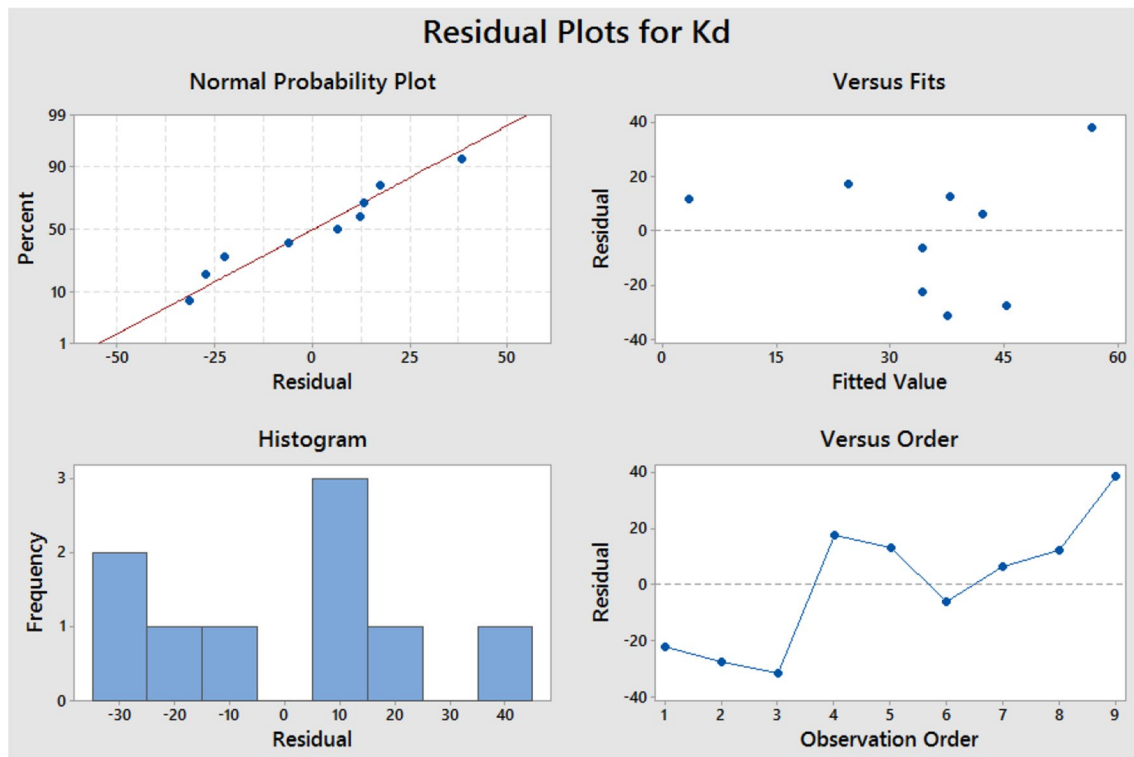 Residual Plots for Kd
Normal Probability Plot
99
90
50
10
1
Percent
-50 -25 0 25 50
Residual
Versus Fits
40
20
0
-20
-40
Residual
0 15 30 45 60
Fitted Value
Histogram
3
2
1
0
Frequency
-30 -20 -10 0 10 20 30 40
Residual
Versus Order
40
20
0
-20
-40
Residual
1 2 3 4 5 6 7 8 9
Observation Order